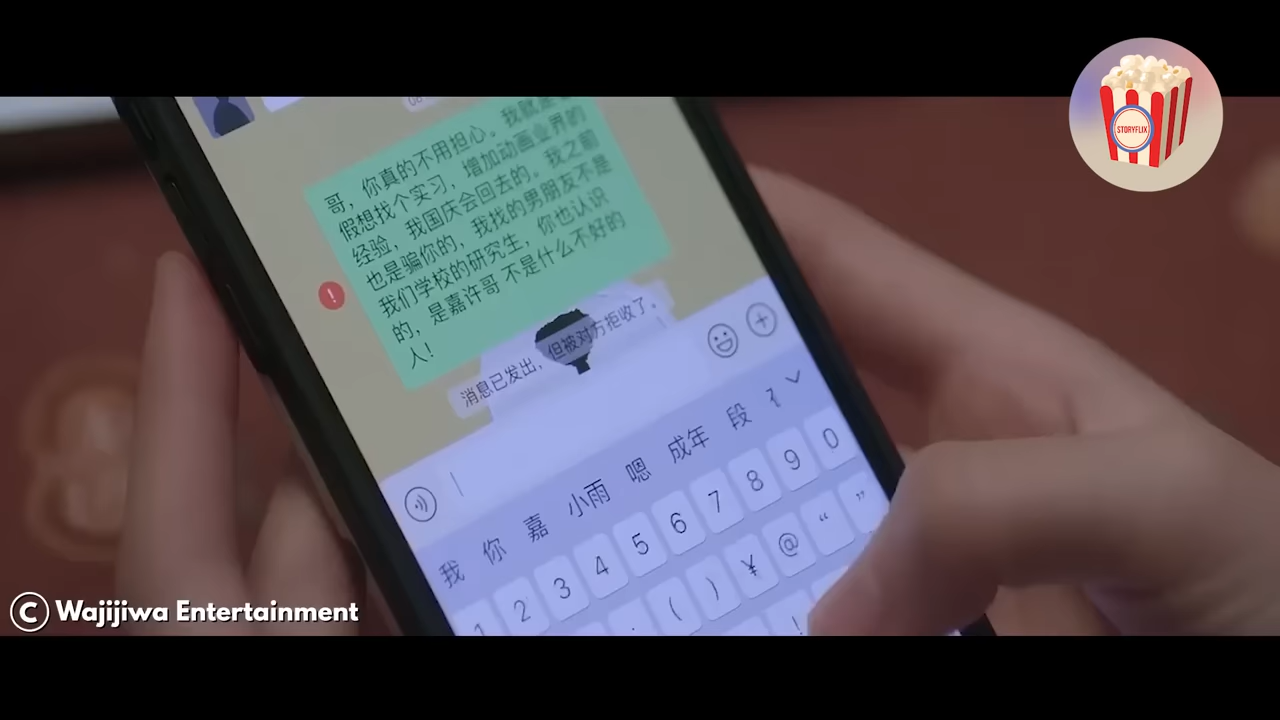 STORYFLIX
哥，你真的不用担心。我就是
假想找个实习，增加动画业界的
经验，我国庆会回去的。我之前
也是骗你的，我找的男朋友不是
我们学校的研究生，你也认识
的，是嘉许哥 不是什么不好的
人！
!
消息已发出，但被对方拒收了。
我 你 嘉 小雨 嗯 成年 段
1 2 3 4 5 6 7 8 9 0
. ( ) ¥ @ “ ”
!
© Wajijiwa Entertainment